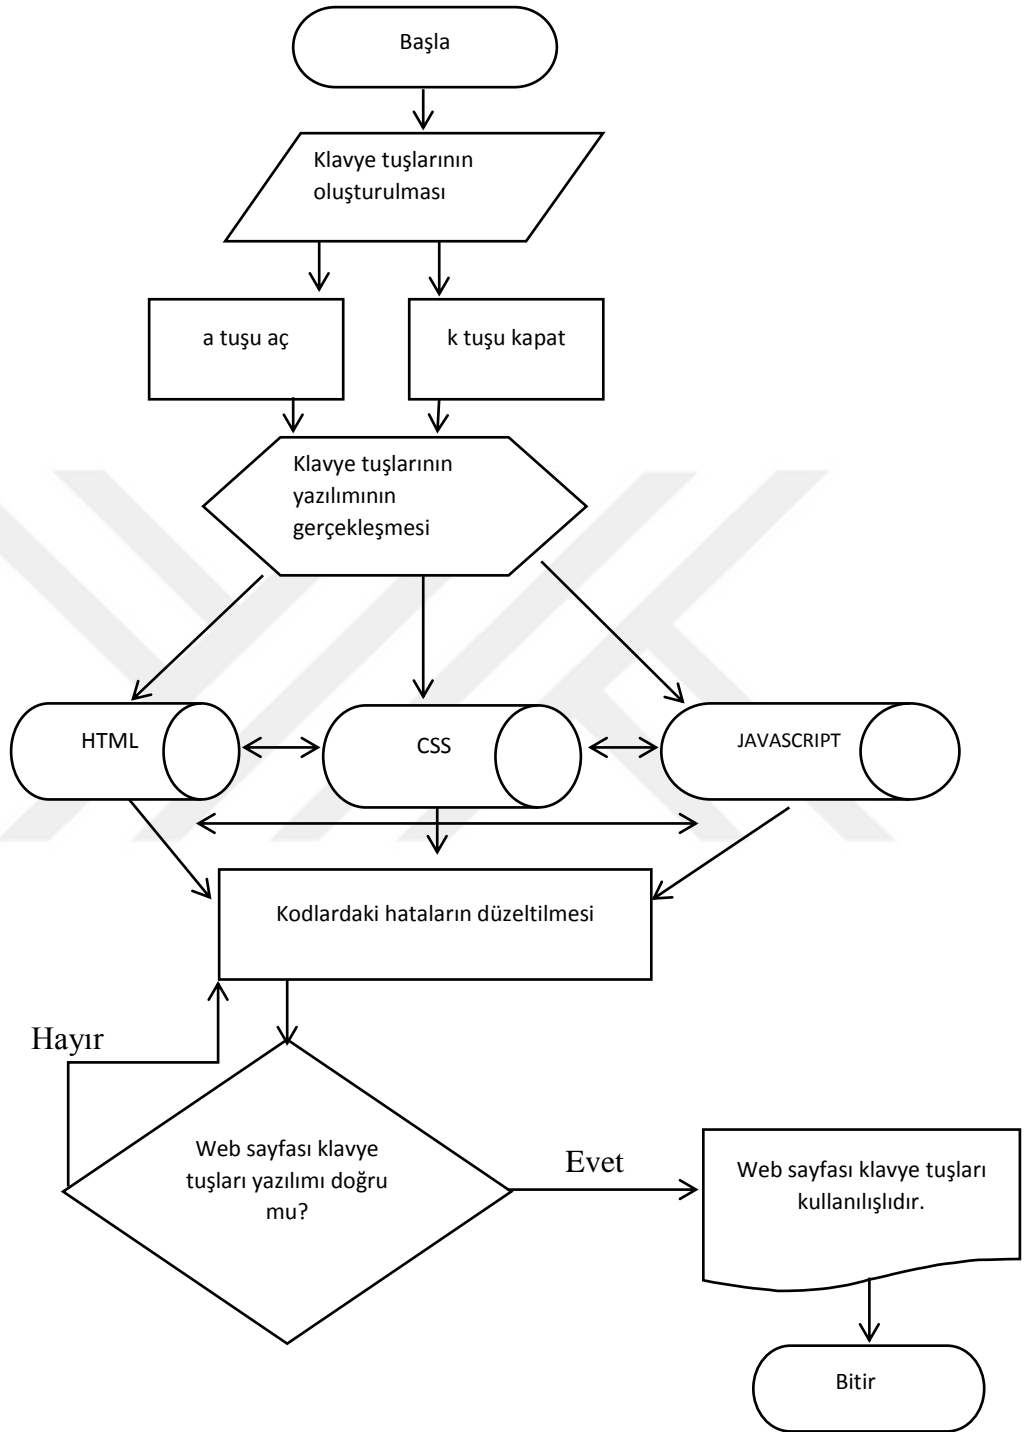 Başla
Klavye tuşlarının
oluşturulması
a tuşu aç
k tuşu kapat
Klavye tuşlarının
yazılımının
gerçekleşmesi
HTML
CSS
JAVASCRIPT
Kodlardaki hataların düzeltilmesi
Hayır
Web sayfası klavye
tuşları yazılımı doğru
mu?
Evet
Web sayfası klavye tuşları
kullanılışlıdır.
Bitir